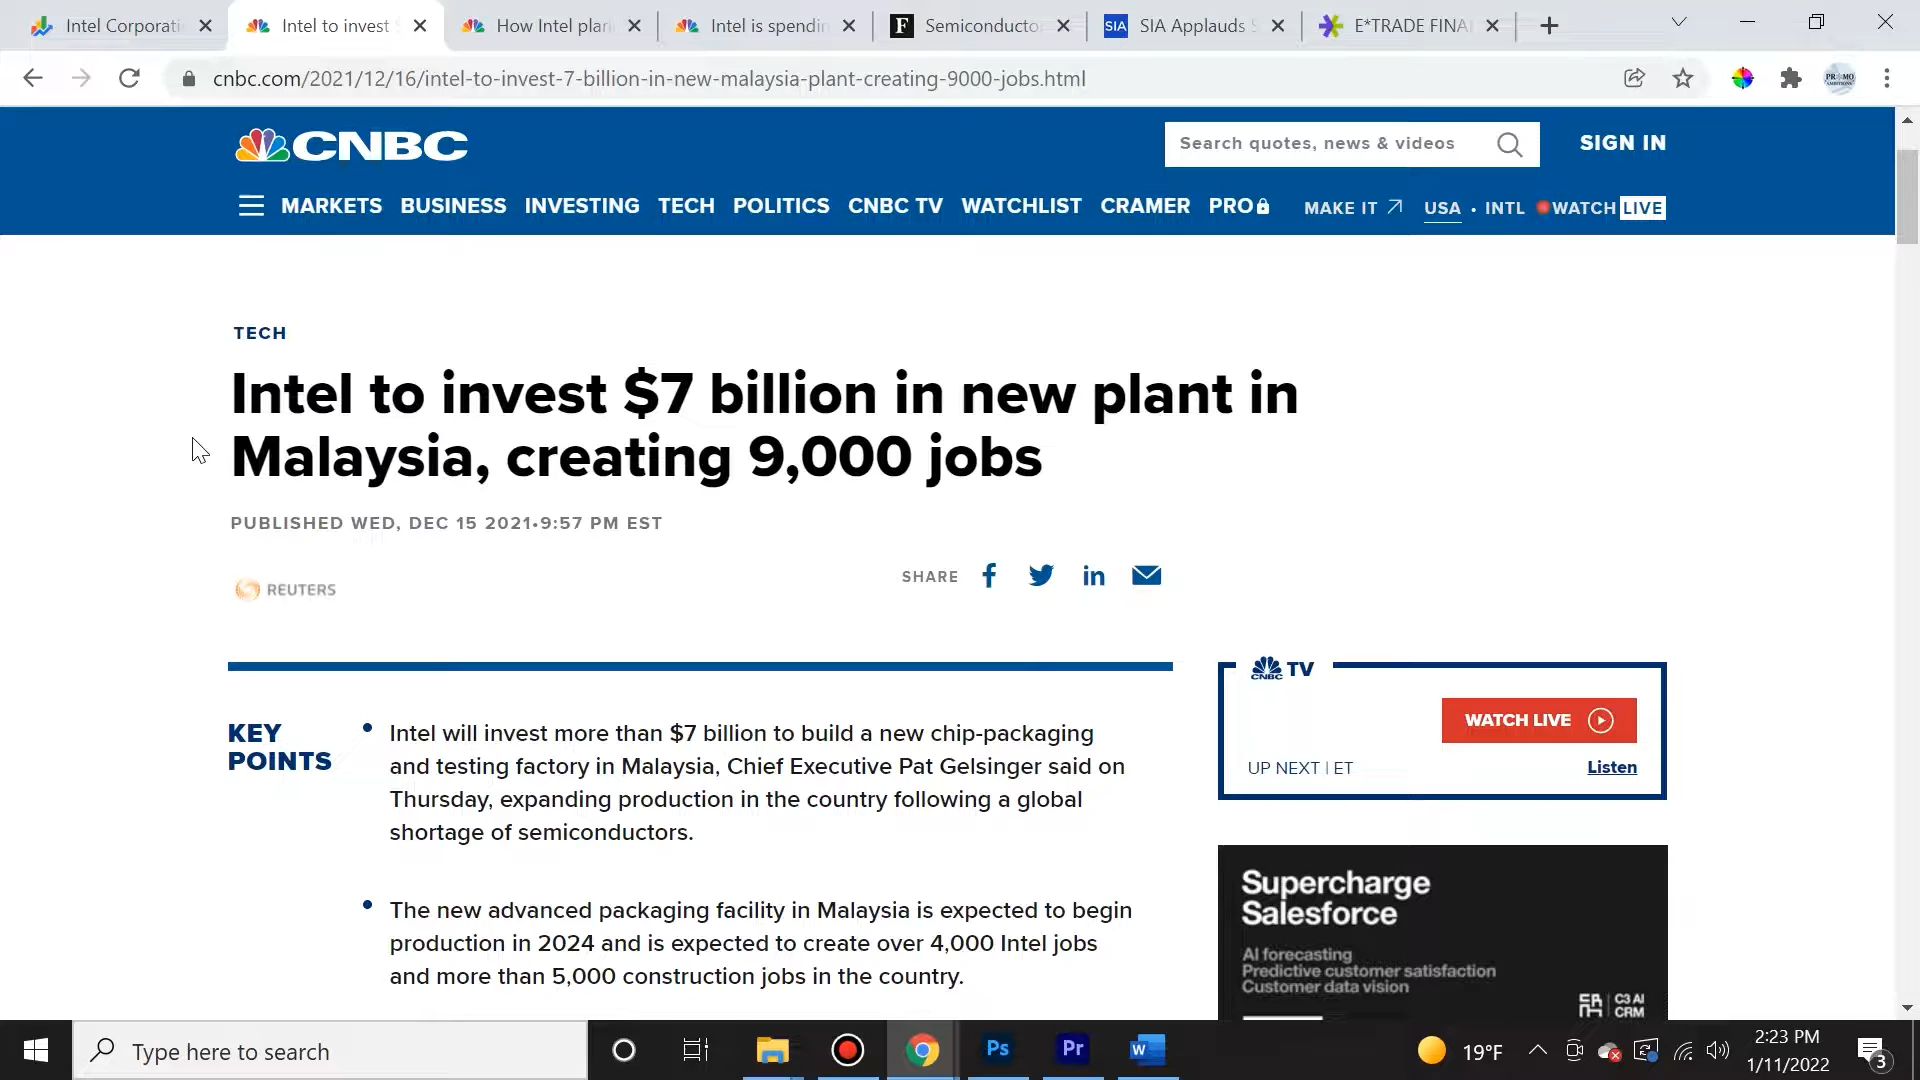 Intel Corporati
Intel to invest
How Intel plan
Intel is spendin
F
Semiconducto
SIA
SIA Applauds S
E*TRADE FINA
cnbc.com/2021/12/16/intel-to-invest-7-billion-in-new-malaysia-plant-creating-9000-jobs.html
CNBC
Search quotes, news & videos
SIGN IN
MARKETS BUSINESS INVESTING TECH POLITICS CNBC TV WATCHLIST CRAMER PRO MAKE IT USA • INTL WATCH LIVE
TECH
Intel to invest $7 billion in new plant in
Malaysia, creating 9,000 jobs
PUBLISHED WED, DEC 15 2021•9:57 PM EST
REUTERS
SHARE
KEY
POINTS
• Intel will invest more than $7 billion to build a new chip-packaging
and testing factory in Malaysia, Chief Executive Pat Gelsinger said on
Thursday, expanding production in the country following a global
shortage of semiconductors.
• The new advanced packaging facility in Malaysia is expected to begin
production in 2024 and is expected to create over 4,000 Intel jobs
and more than 5,000 construction jobs in the country.
CNBC TV
WATCH LIVE
UP NEXT | ET
Listen
Supercharge
Salesforce
AI forecasting
Predictive customer satisfaction
Customer data vision
C3 AI
CRM
Type here to search
Ps
Pr
W
19°F
2:23 PM
1/11/2022
3